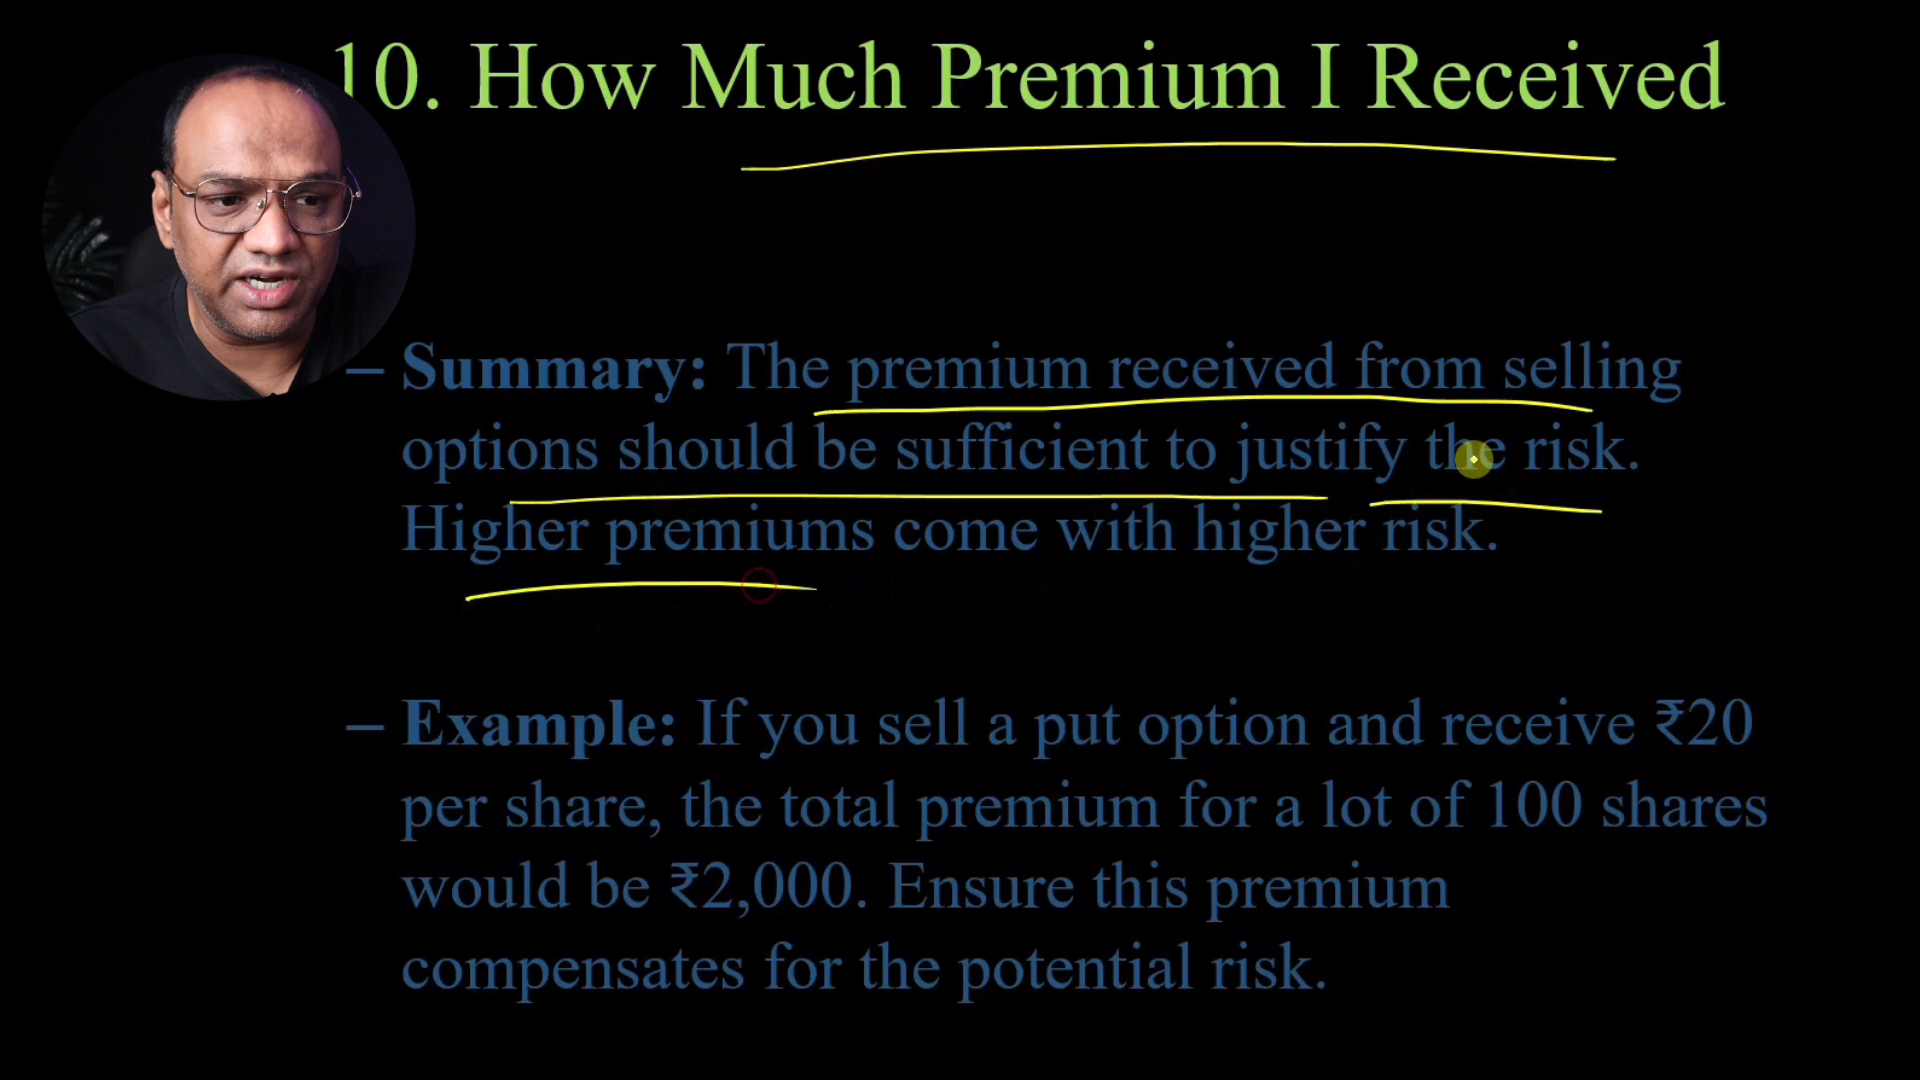 10. How Much Premium I Received
– Summary: The premium received from selling
options should be sufficient to justify the risk.
Higher premiums come with higher risk.
– Example: If you sell a put option and receive ₹20
per share, the total premium for a lot of 100 shares
would be ₹2,000. Ensure this premium
compensates for the potential risk.